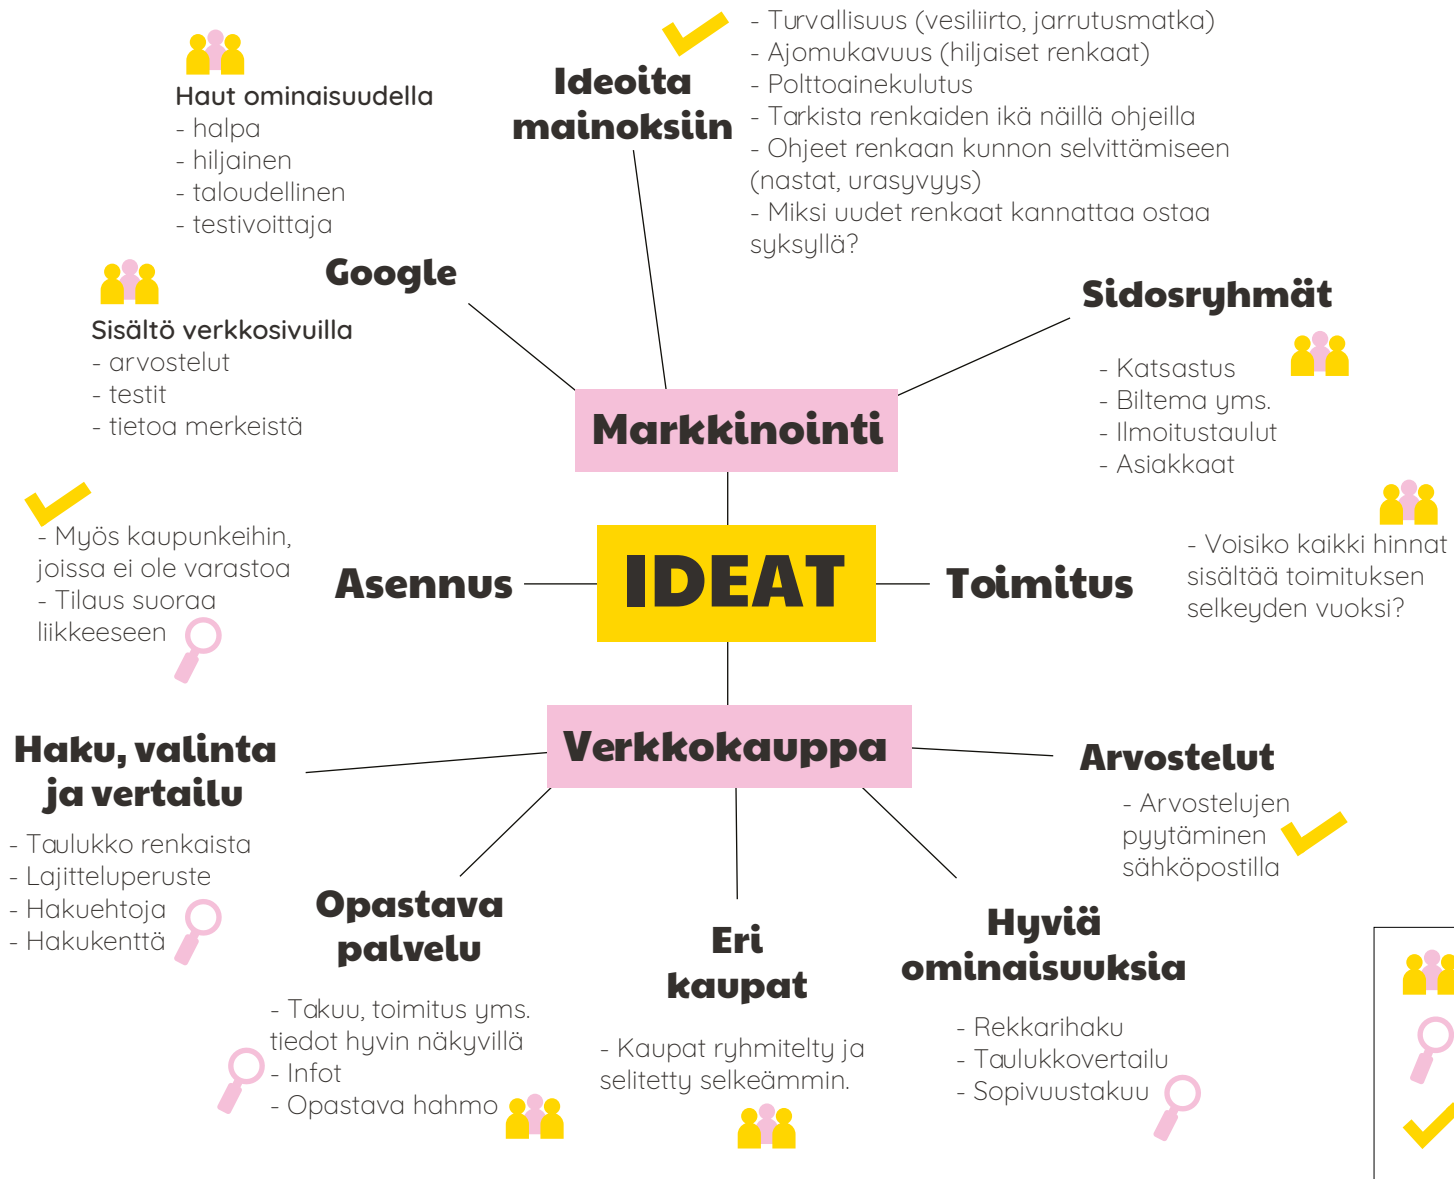 - Turvallisuus (vesiliirto, jarrutusmatka)
- Ajomukavuus (hiljaiset renkaat)
- Polttoainekulutus
- Tarkista renkaiden ikä näillä ohjeilla
- Ohjeet renkaan kunnon selvittämiseen
(nastat, urasyvyys)
- Miksi uudet renkaat kannattaa ostaa
syksyllä?
Ideoita
mainoksiin
Haut ominaisuudella
- halpa
- hiljainen
- taloudellinen
- testivoittaja
Google
Sisältö verkkosivuilla
- arvostelut
- testit
- tietoa merkeistä
Sidosryhmät
- Katsastus
- Biltema yms.
- Ilmoitustaulut
- Asiakkaat
Markkinointi
- Myös kaupunkeihin,
joissa ei ole varastoa
- Tilaus suoraa
liikkeeseen
Asennus
IDEAT
Toimitus
- Voisiko kaikki hinnat
sisältää toimituksen
selkeyden vuoksi?
Verkkokauppa
Haku, valinta
ja vertailu
- Taulukko renkaista
- Lajitteluperuste
- Hakuehtoja
- Hakukenttä
Opastava
palvelu
- Takuu, toimitus yms.
tiedot hyvin näkyvillä
- Infot
- Opastava hahmo
Eri
kaupat
- Kaupat ryhmitelty ja
selitetty selkeämmin.
Hyviä
ominaisuuksia
- Rekkarihaku
- Taulukkovertailu
- Sopivuustakuu
Arvostelut
- Arvostelujen
pyytäminen
sähköpostilla